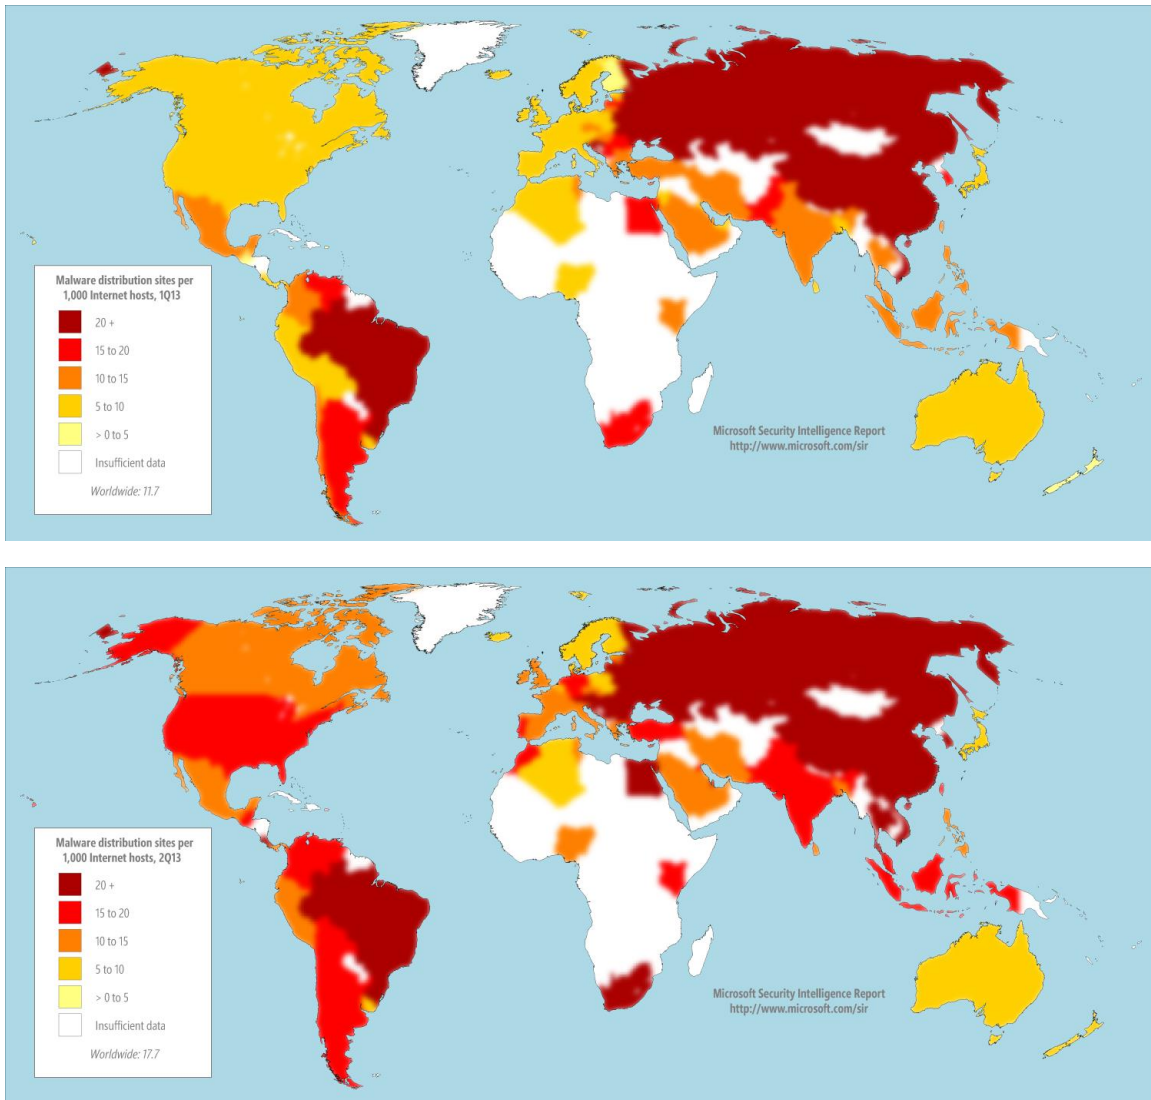 Malware distribution sites per
1,000 Internet hosts, 1Q13
20 +
15 to 20
10 to 15
5 to 10
> 0 to 5
Insufficient data
Worldwide: 11.7
Microsoft Security Intelligence Report
http://www.microsoft.com/sir
Malware distribution sites per
1,000 Internet hosts, 2Q13
20 +
15 to 20
10 to 15
5 to 10
> 0 to 5
Insufficient data
Worldwide: 17.7
Microsoft Security Intelligence Report
http://www.microsoft.com/sir